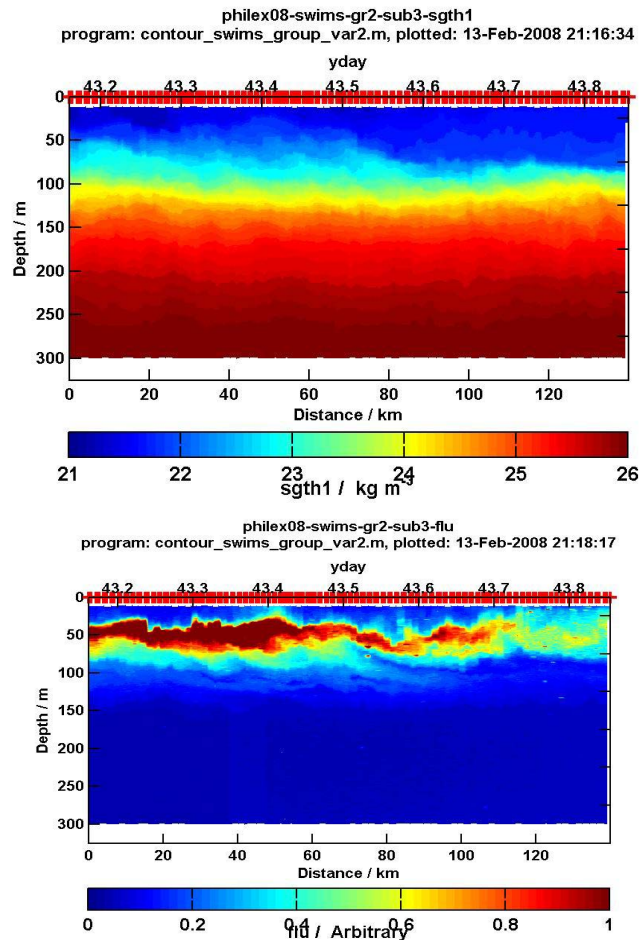 philex08-swims-gr2-sub3-sgth1
program: contour_swims_group_var2.m, plotted: 13-Feb-2008 21:16:34
yday
43.2 43.3 43.4 43.5 43.6 43.7 43.8
0
50
100
150
200
250
300
Depth / m
0 20 40 60 80 100 120
Distance / km
21 22 23 24 25 26
sgth1 / kg m-3
philex08-swims-gr2-sub3-flu
program: contour_swims_group_var2.m, plotted: 13-Feb-2008 21:18:17
yday
43.2 43.3 43.4 43.5 43.6 43.7 43.8
0
50
100
150
200
250
300
Depth / m
0 20 40 60 80 100 120
Distance / km
0 0.2 0.4 0.6 0.8 1
flu / Arbitrary